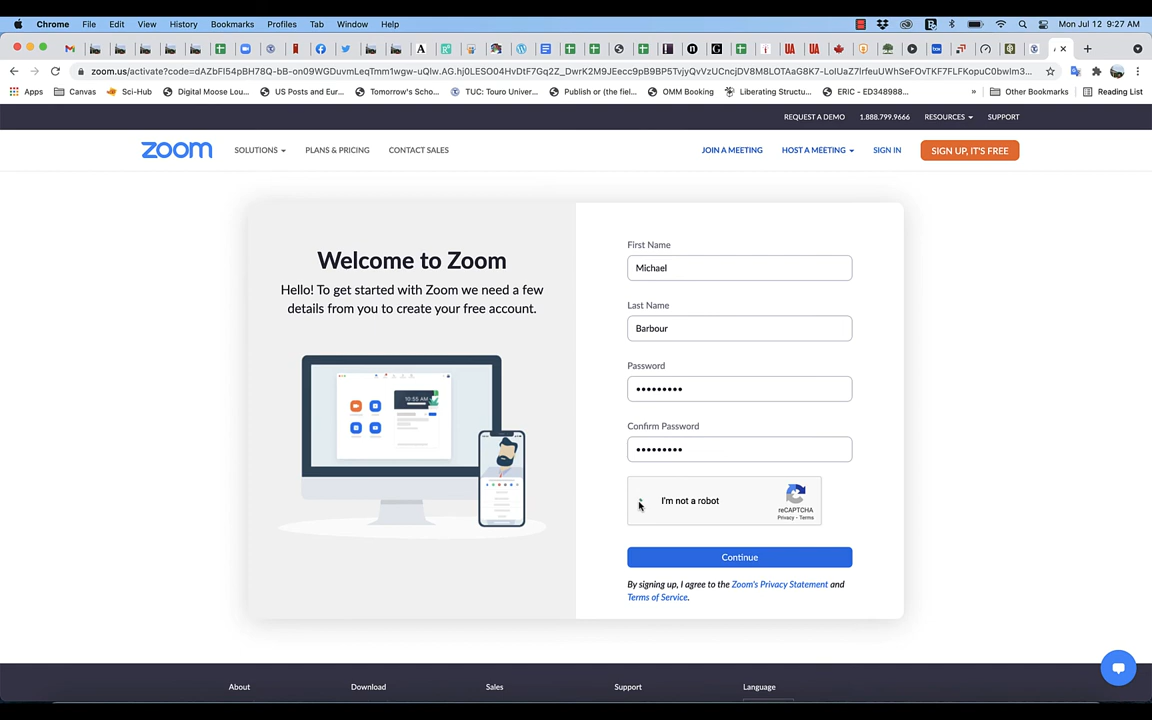 Chrome File Edit View History Bookmarks Profiles Tab Window Help Mon Jul 12 9:27 AM
Apps Canvas Sci-Hub Digital Moose Lou... US Posts and Eur... Tomorrow's Scho... TUC: Touro Univer... Publish or (the fiel... OMM Booking Liberating Structu... ERIC - ED348988... » Other Bookmarks Reading List
REQUEST A DEMO 1.888.799.9666 RESOURCES SUPPORT
zoom SOLUTIONS PLANS & PRICING CONTACT SALES JOIN A MEETING HOST A MEETING SIGN IN SIGN UP, IT'S FREE
Welcome to Zoom
Hello! To get started with Zoom we need a few
details from you to create your free account.
10:55 AM
First Name
Michael
Last Name
Barbour
Password
•••••••••
Confirm Password
•••••••••
I'm not a robot
reCAPTCHA
Privacy - Terms
Continue
By signing up, I agree to the Zoom's Privacy Statement and
Terms of Service.
About Download Sales Support Language